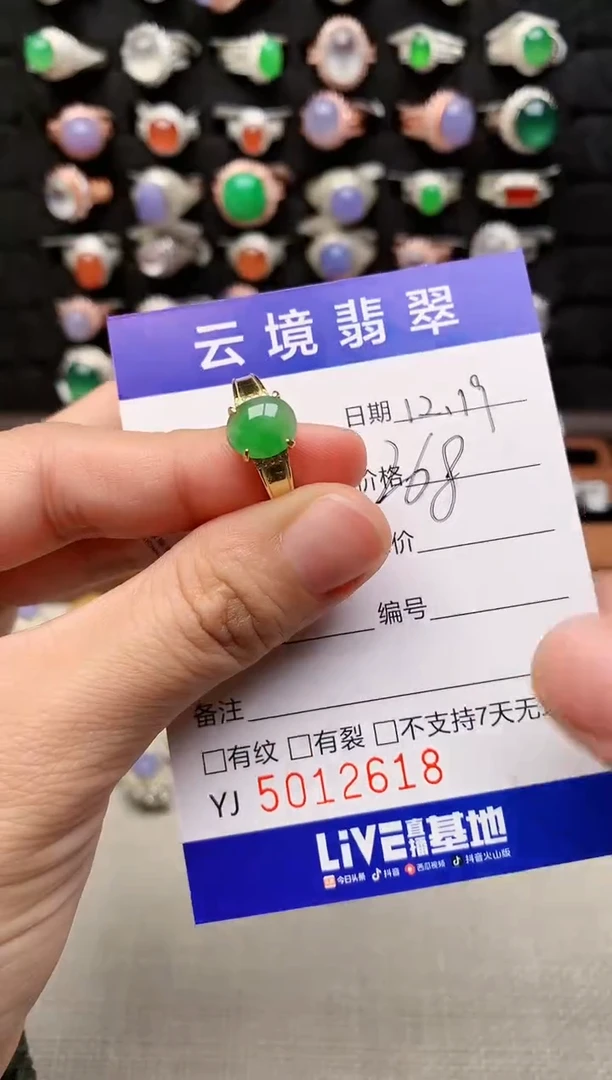 云境翡翠
日期 12.19
价格 368
价
编号
备注
□有纹 □有裂 □不支持7天无
YJ 5012618
LiVE直播基地
今日头条 抖音 西瓜视频 抖音火山版